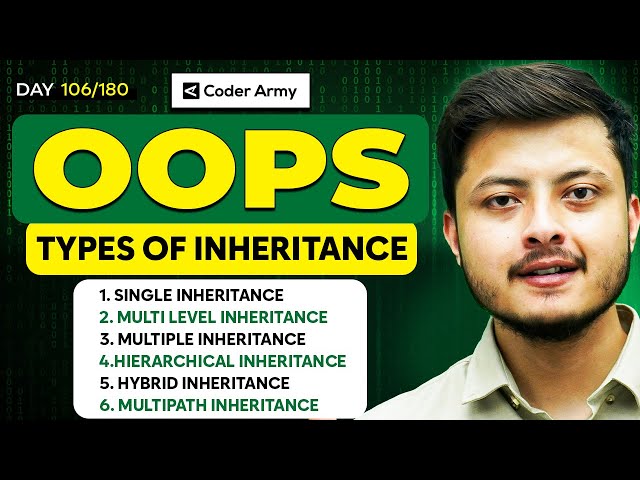 DAY 106/180
Coder Army
OOPS
TYPES OF INHERITANCE
1. SINGLE INHERITANCE
2. MULTI LEVEL INHERITANCE
3. MULTIPLE INHERITANCE
4.HIERARCHICAL INHERITANCE
5. HYBRID INHERITANCE
6. MULTIPATH INHERITANCE